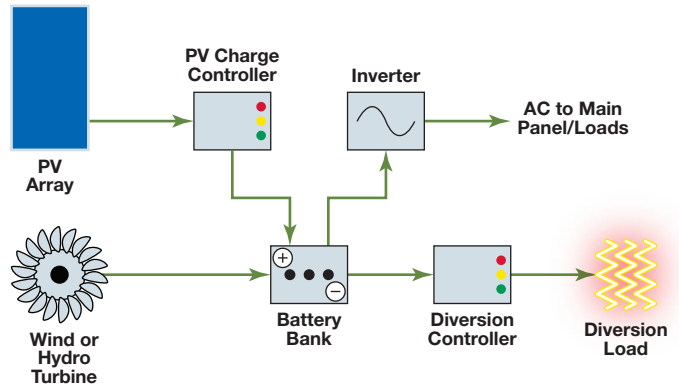 PV Charge
Controller
Inverter
AC to Main
Panel/Loads
PV
Array
+
−
Wind or
Hydro
Turbine
Battery
Bank
Diversion
Controller
Diversion
Load